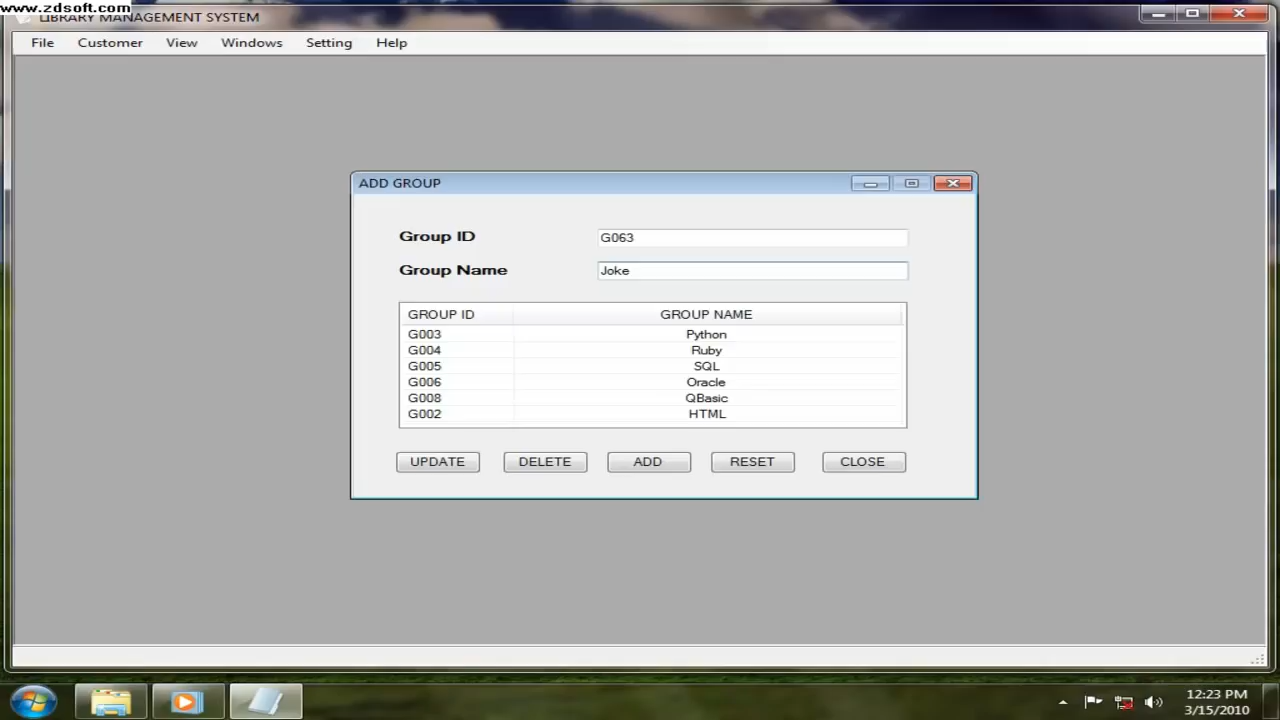 www.zdsoft.com
LIBRARY MANAGEMENT SYSTEM
File Customer View Windows Setting Help
ADD GROUP
Group ID G063
Group Name Joke
GROUP ID GROUP NAME
G003 Python
G004 Ruby
G005 SQL
G006 Oracle
G008 QBasic
G002 HTML
UPDATE DELETE ADD RESET CLOSE
12:23 PM
3/15/2010